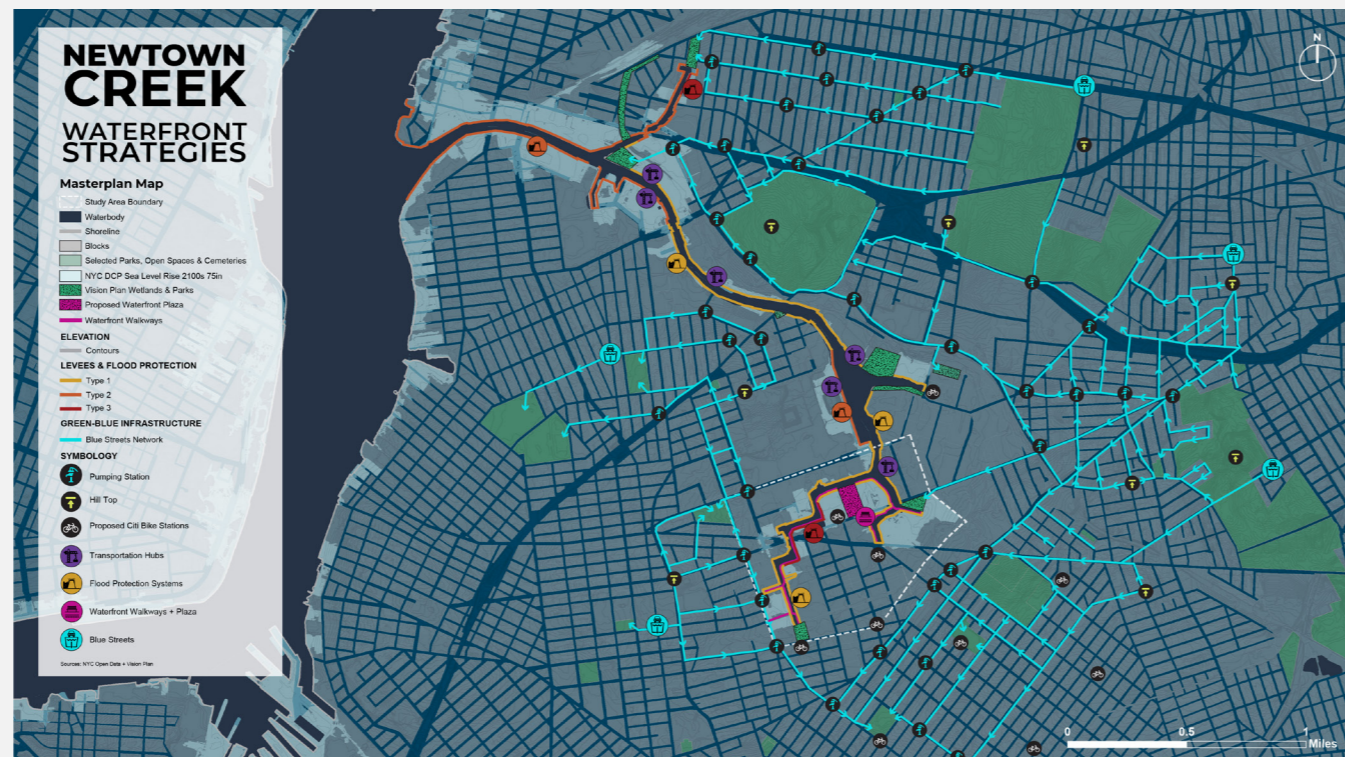 NEWTOWN
CREEK
WATERFRONT
STRATEGIES
Masterplan Map
Study Area Boundary
Waterbody
Shoreline
Blocks
Selected Parks, Open Spaces & Cemeteries
NYC DCP Sea Level Rise 2100s 75in
Vision Plan Wetlands & Parks
Proposed Waterfront Plaza
Waterfront Walkways
ELEVATION
Contours
LEVEES & FLOOD PROTECTION
Type 1
Type 2
Type 3
GREEN-BLUE INFRASTRUCTURE
Blue Streets Network
SYMBOLOGY
Pumping Station
Hill Top
Proposed Citi Bike Stations
Transportation Hubs
Flood Protection Systems
Waterfront Walkways + Plaza
Blue Streets
Sources: NYC Open Data + Vision Plan
N
0 0.5 1
Miles